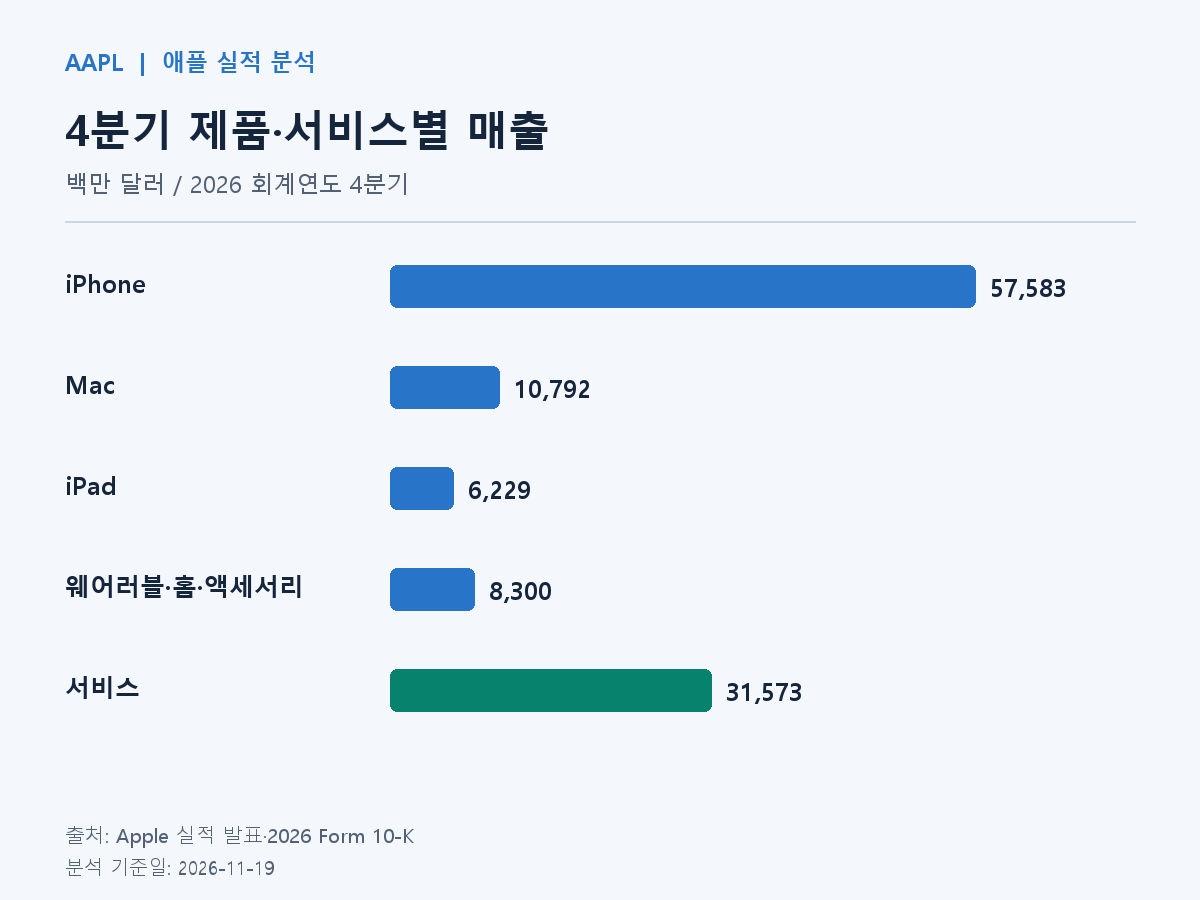 AAPL | 애플 실적 분석
4분기 제품·서비스별 매출
백만 달러 / 2026 회계연도 4분기
iPhone 57,583
Mac 10,792
iPad 6,229
웨어러블·홈·액세서리 8,300
서비스 31,573
출처: Apple 실적 발표·2026 Form 10-K
분석 기준일: 2026-11-19